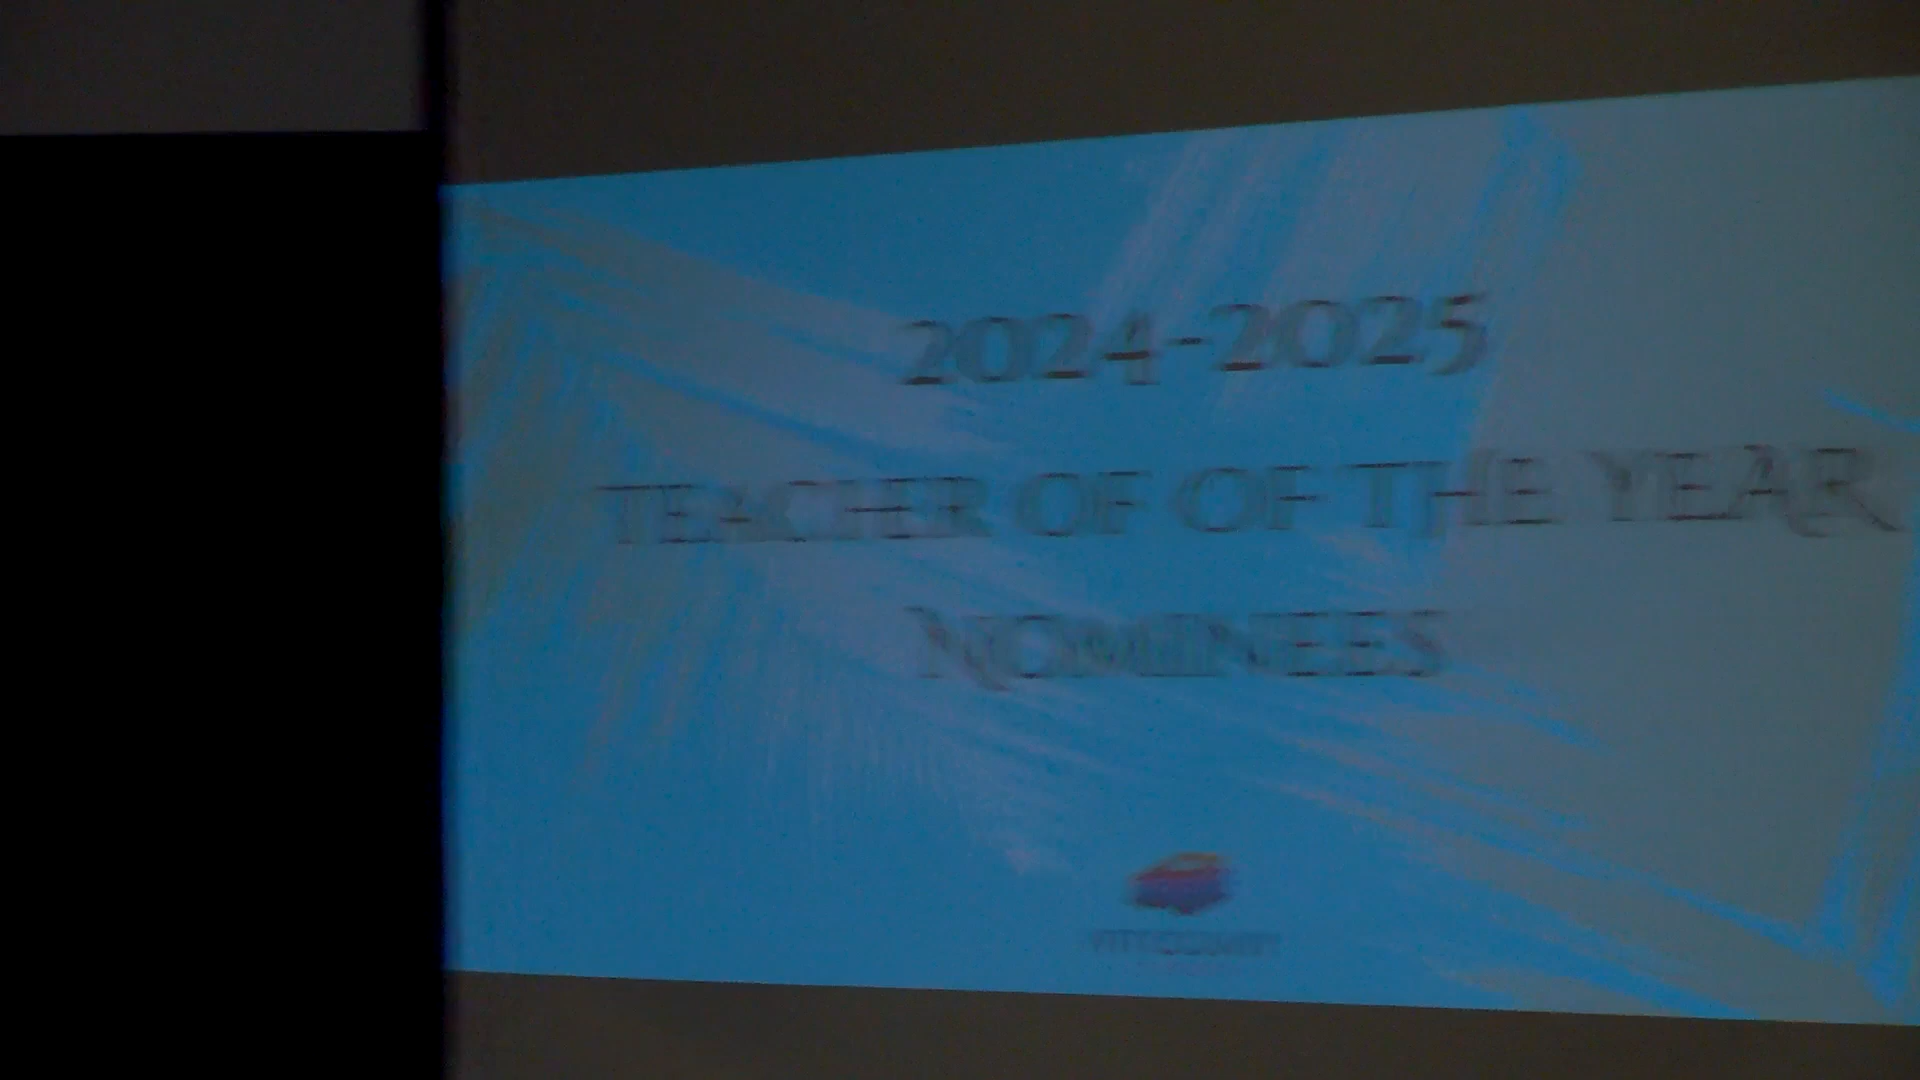 2024-2025
TEACHER OF OF THE YEAR
NOMINEES